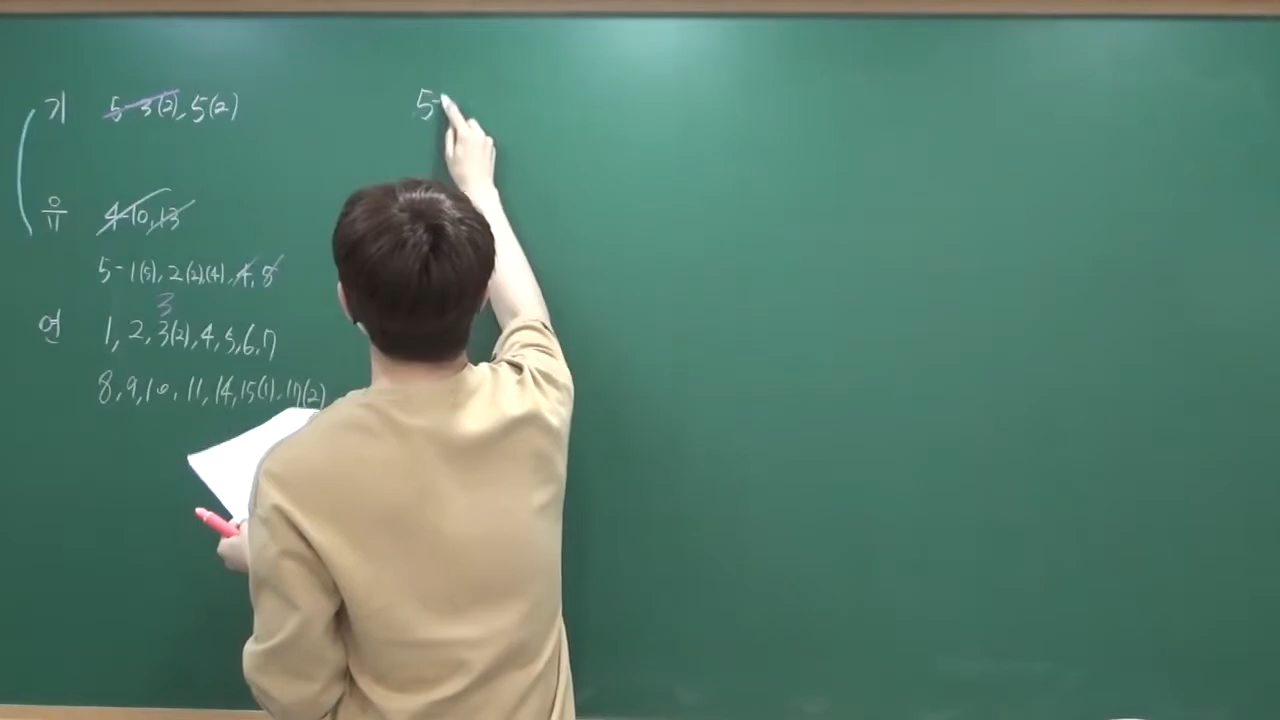 기 5-3(2), 5(2)
유 4-10, 13
5-1(5), 2(2),(4), 4, 8
3
연 1, 2, 3(2), 4, 5, 6, 7
8, 9, 10, 11, 14, 15(1), 17(2)
5-